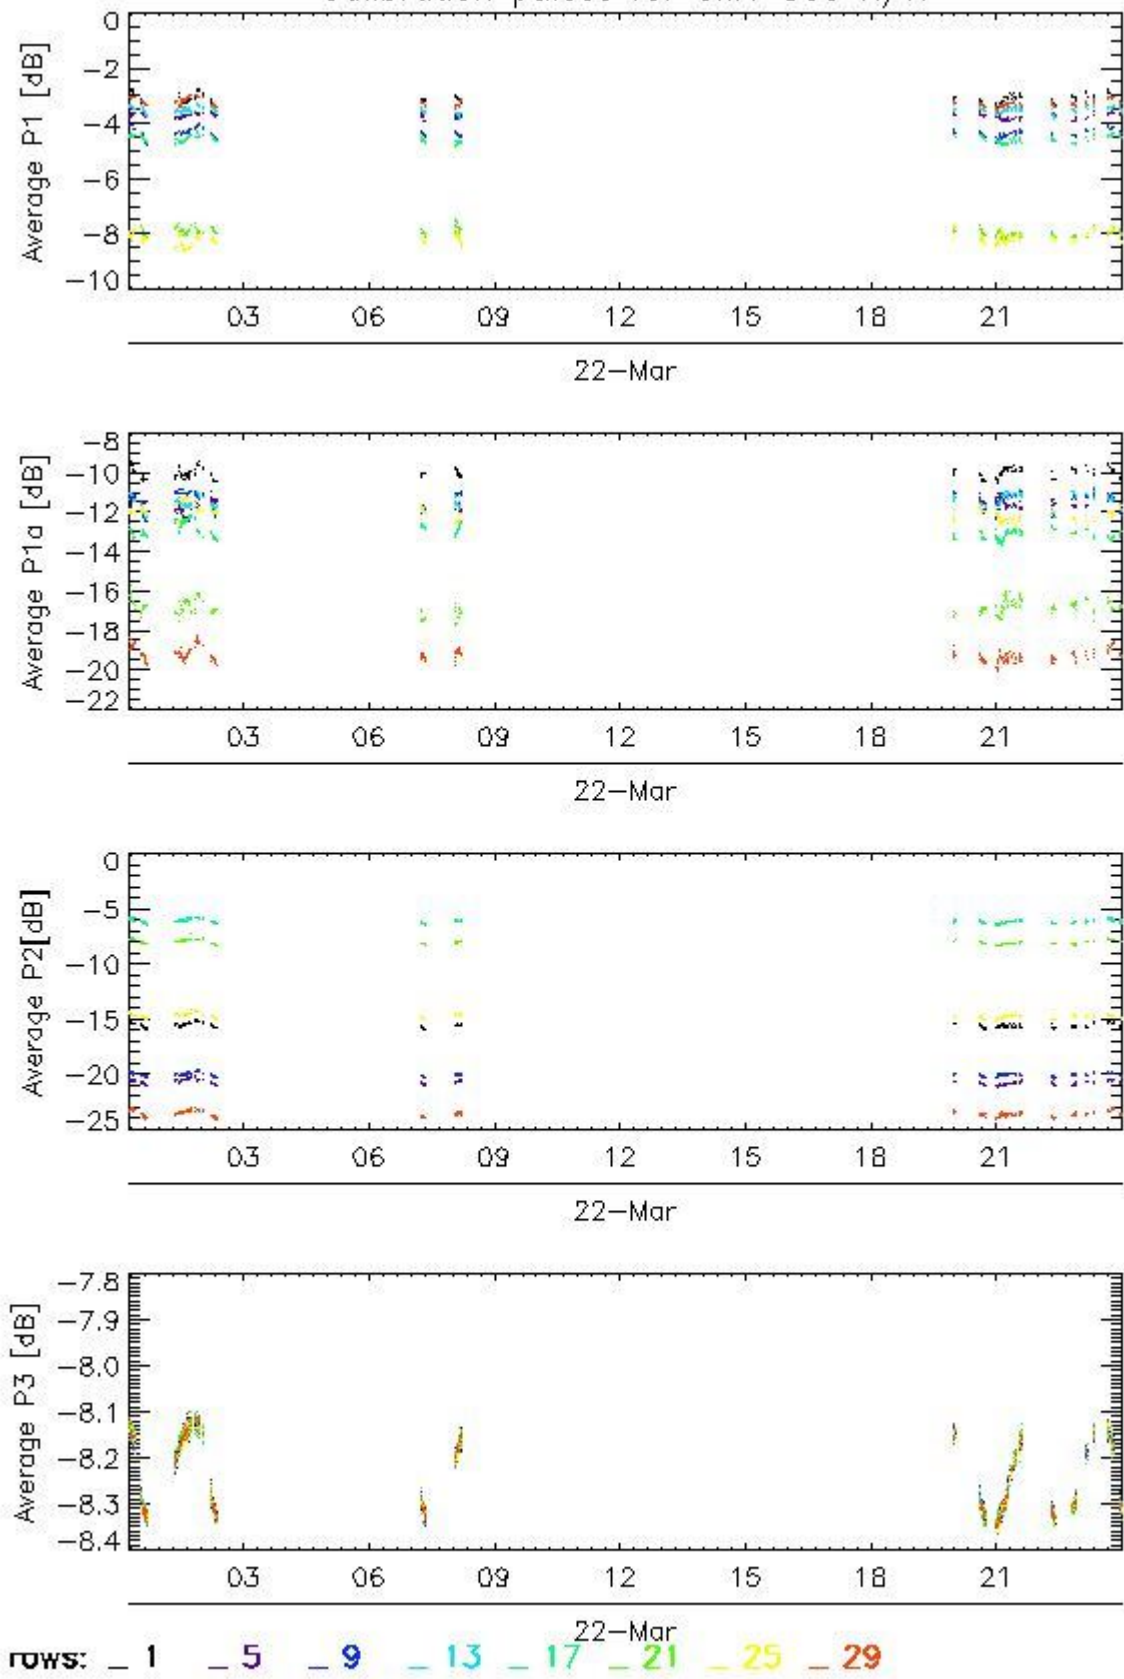 0
−2
−4
−6
−8
−10
Average P1 [dB]
03 06 09 12 15 18 21
22−Mar
−8
−10
−12
−14
−16
−18
−20
−22
Average P1a [dB]
03 06 09 12 15 18 21
22−Mar
0
−5
−10
−15
−20
−25
Average P2[dB]
03 06 09 12 15 18 21
22−Mar
−7.8
−7.9
−8.0
−8.1
−8.2
−8.3
−8.4
Average P3 [dB]
03 06 09 12 15 18 21
22−Mar
rows: _ 1 _ 5 _ 9 _ 13 _ 17 _ 21 _ 25 _ 29